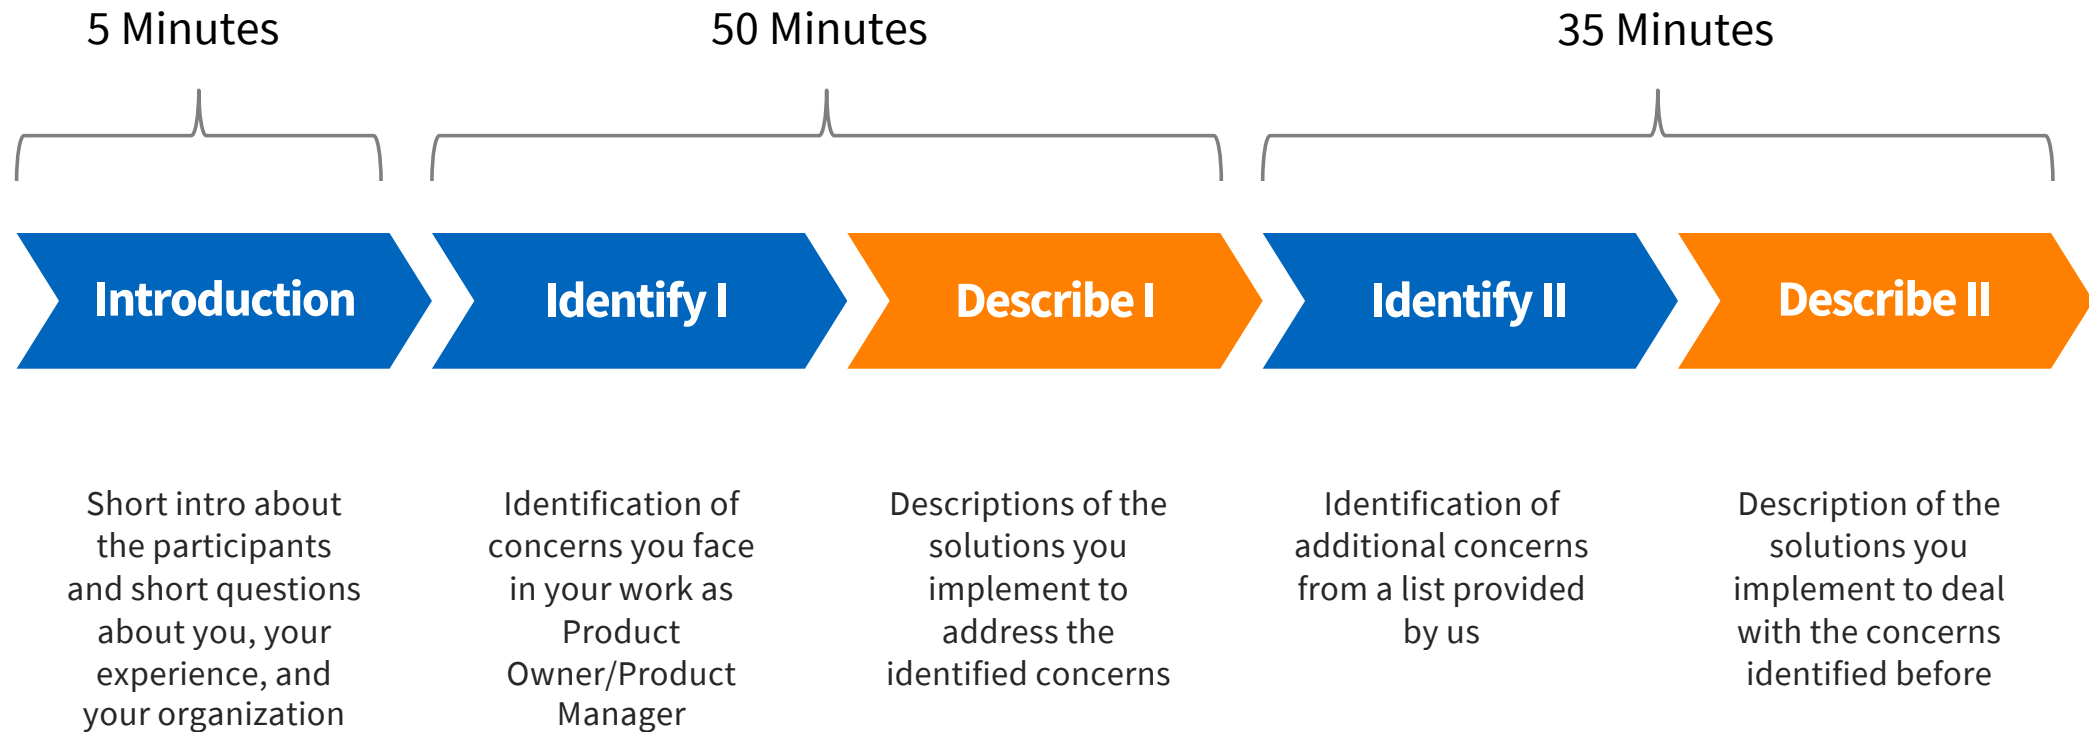 5 Minutes
50 Minutes
35 Minutes
Introduction
Identify I
Describe I
Identify II
Describe II
Short intro about
the participants
and short questions
about you, your
experience, and
your organization
Identification of
concerns you face
in your work as
Product
Owner/Product
Manager
Descriptions of the
solutions you
implement to
address the
identified concerns
Identification of
additional concerns
from a list provided
by us
Description of the
solutions you
implement to deal
with the concerns
identified before